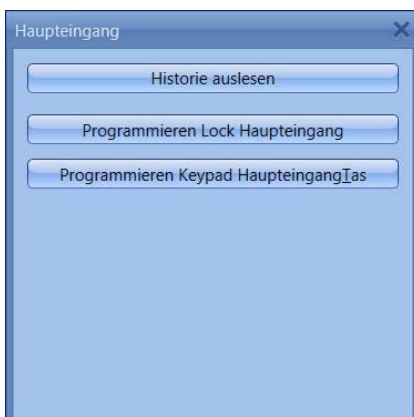 Haupteingang
Historie auslesen
Programmieren Lock Haupteingang
Programmieren Keypad HaupteingangTas